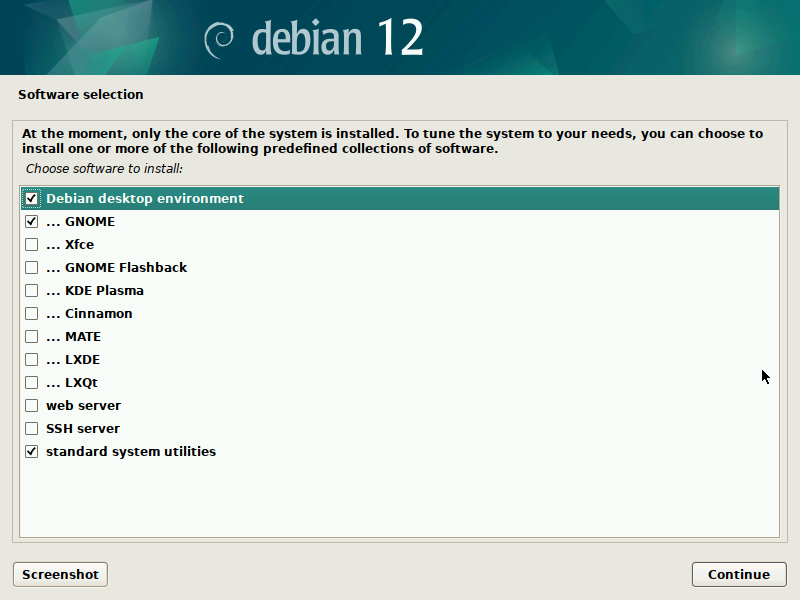 debian 12
Software selection
At the moment, only the core of the system is installed. To tune the system to your needs, you can choose to
install one or more of the following predefined collections of software.
Choose software to install:
Debian desktop environment
... GNOME
... Xfce
... GNOME Flashback
... KDE Plasma
... Cinnamon
... MATE
... LXDE
... LXQt
web server
SSH server
standard system utilities
Screenshot
Continue